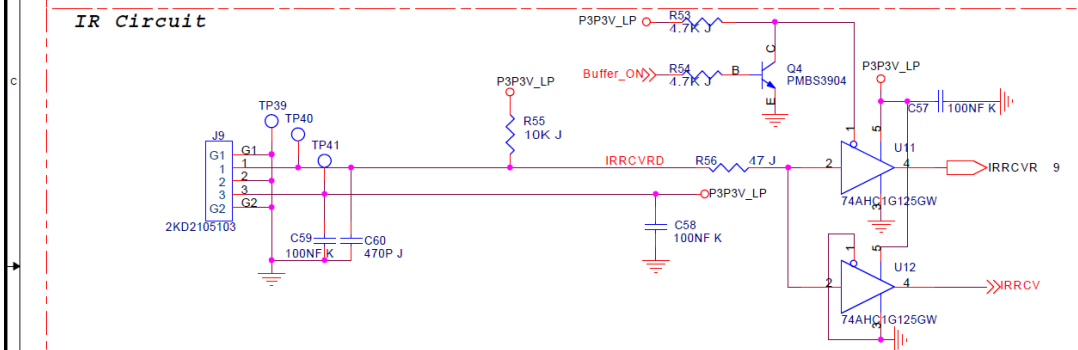 IR Circuit
C
P3P3V_LP
R53
4.7K J
Buffer_ON
R54
4.7K J
B
C
E
Q4
PMBS3904
P3P3V_LP
C57
100NF K
P3P3V_LP
R55
10K J
TP39
TP40
TP41
J9
G1
1
2
3
G2
G1
1
2
3
G2
2KD2105103
IRRCVRD
R56
47 J
P3P3V_LP
C59
100NF K
C60
470P J
C58
100NF K
1
5
U11
2
4
3
74AHC1G125GW
IRRCVR 9
1
5
U12
2
4
3
74AHC1G125GW
IRRCV